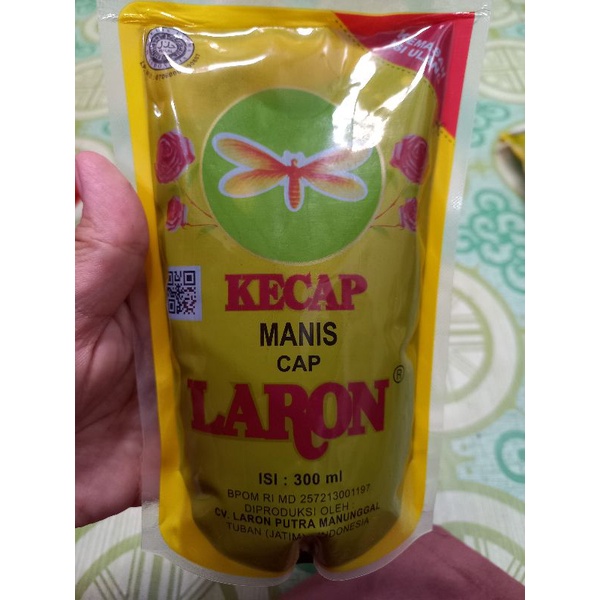 KECAP
MANIS
CAP
LARON ®
ISI : 300 ml
BPOM RI MD 257213001197
DIPRODUKSI OLEH
CV. LARON PUTRA MANUNGGAL
TUBAN (JATIM) - INDONESIA